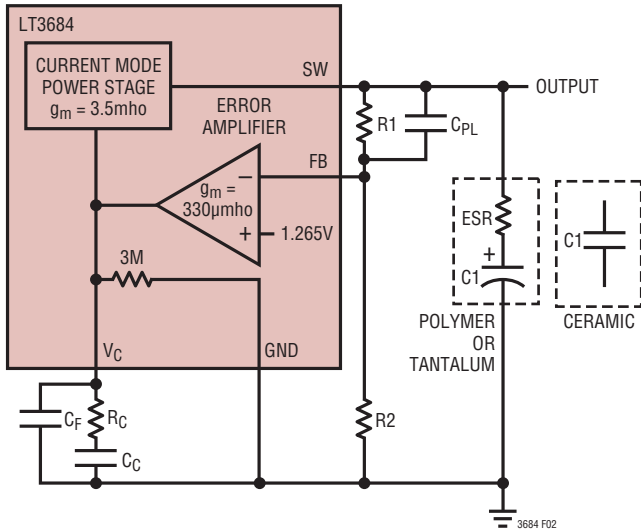 LT3684
CURRENT MODE
POWER STAGE
gm = 3.5mho
SW
OUTPUT
ERROR
AMPLIFIER
R1
CPL
FB
–
gm =
330µmho
+
1.265V
ESR
+
C1
C1
3M
POLYMER
OR
TANTALUM
CERAMIC
VC
GND
CF
RC
R2
CC
3684 F02